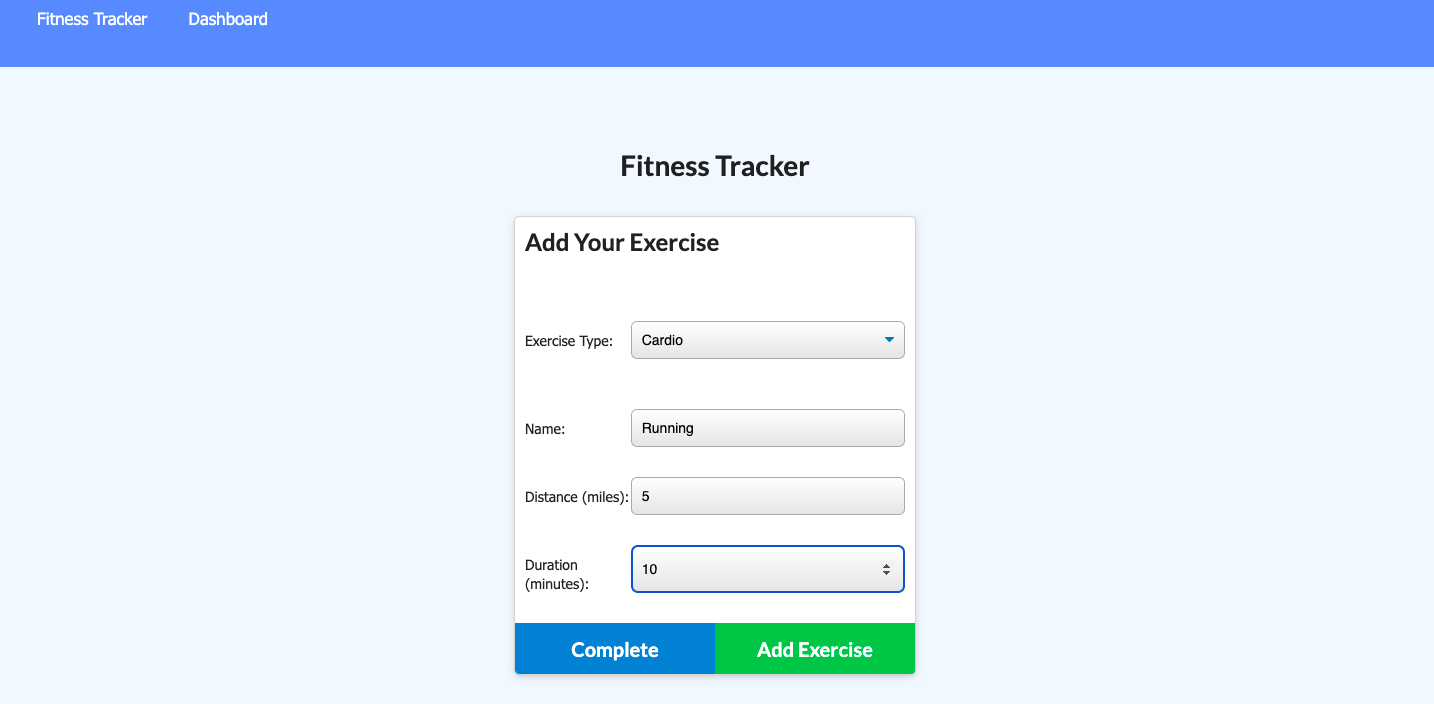 Fitness Tracker Dashboard
Fitness Tracker
Add Your Exercise
Exercise Type: Cardio
Name: Running
Distance (miles): 5
Duration
(minutes): 10
Complete Add Exercise